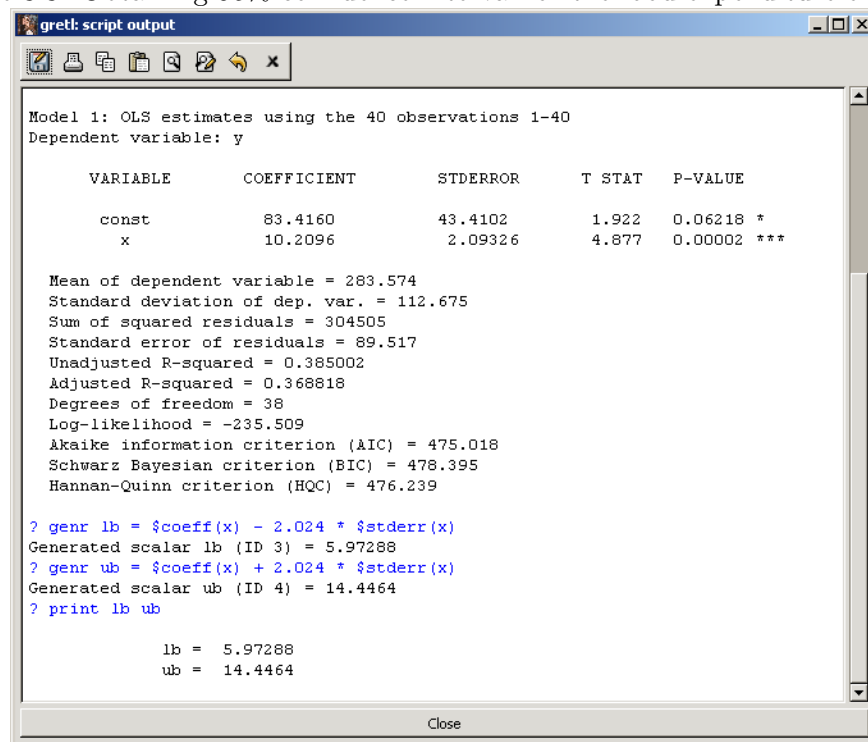 gretl: script output
Model 1: OLS estimates using the 40 observations 1-40
Dependent variable: y
VARIABLE COEFFICIENT STDERROR T STAT P-VALUE
const 83.4160 43.4102 1.922 0.06218 *
x 10.2096 2.09326 4.877 0.00002 ***
Mean of dependent variable = 283.574
Standard deviation of dep. var. = 112.675
Sum of squared residuals = 304505
Standard error of residuals = 89.517
Unadjusted R-squared = 0.385002
Adjusted R-squared = 0.368818
Degrees of freedom = 38
Log-likelihood = -235.509
Akaike information criterion (AIC) = 475.018
Schwarz Bayesian criterion (BIC) = 478.395
Hannan-Quinn criterion (HQC) = 476.239
? genr lb = $coeff(x) - 2.024 * $stderr(x)
Generated scalar lb (ID 3) = 5.97288
? genr ub = $coeff(x) + 2.024 * $stderr(x)
Generated scalar ub (ID 4) = 14.4464
? print lb ub
lb = 5.97288
ub = 14.4464
Close